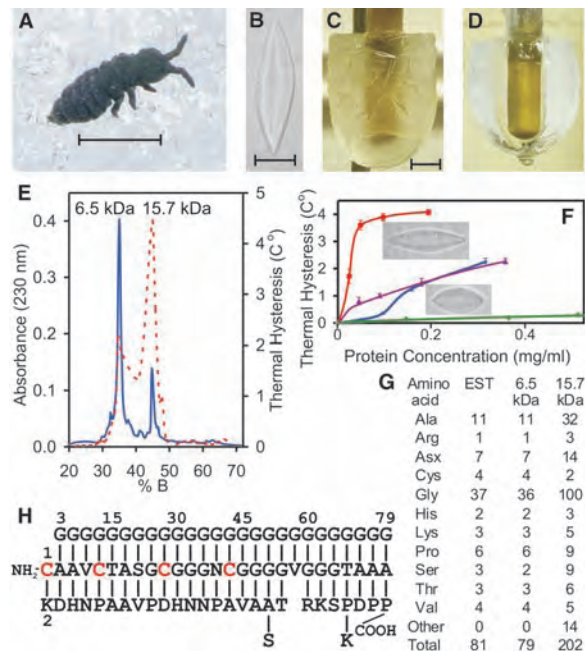 A
B
C
D
E
6.5 kDa 15.7 kDa
Absorbance (230 nm)
0.4
0.3
0.2
0.1
0.0
20 30 40 50 60 70
% B
5
4
3
2
1
0
Thermal Hysteresis (C°)
F
Thermal Hysteresis (C°)
4
3
2
1
0
0 0.2 0.4
Protein Concentration (mg/ml)
G
Amino acid EST 6.5 kDa 15.7 kDa
Ala 11 11 32
Arg 1 1 3
Asx 7 7 14
Cys 4 4 2
Gly 37 36 100
His 2 2 3
Lys 3 3 5
Pro 6 6 9
Ser 3 2 9
Thr 3 3 6
Val 4 4 5
Other 0 0 14
Total 81 79 202
H
3 15 30 45 60 79
GGGGGGGGGGGGGGGGGGGGGGGGGG
1
NH2-CAAVCTASGCGGGNCGGGGVGGGTAAA
KDHNPAAVPDHNNPAVAAT RKSPDPP
2
S K COOH